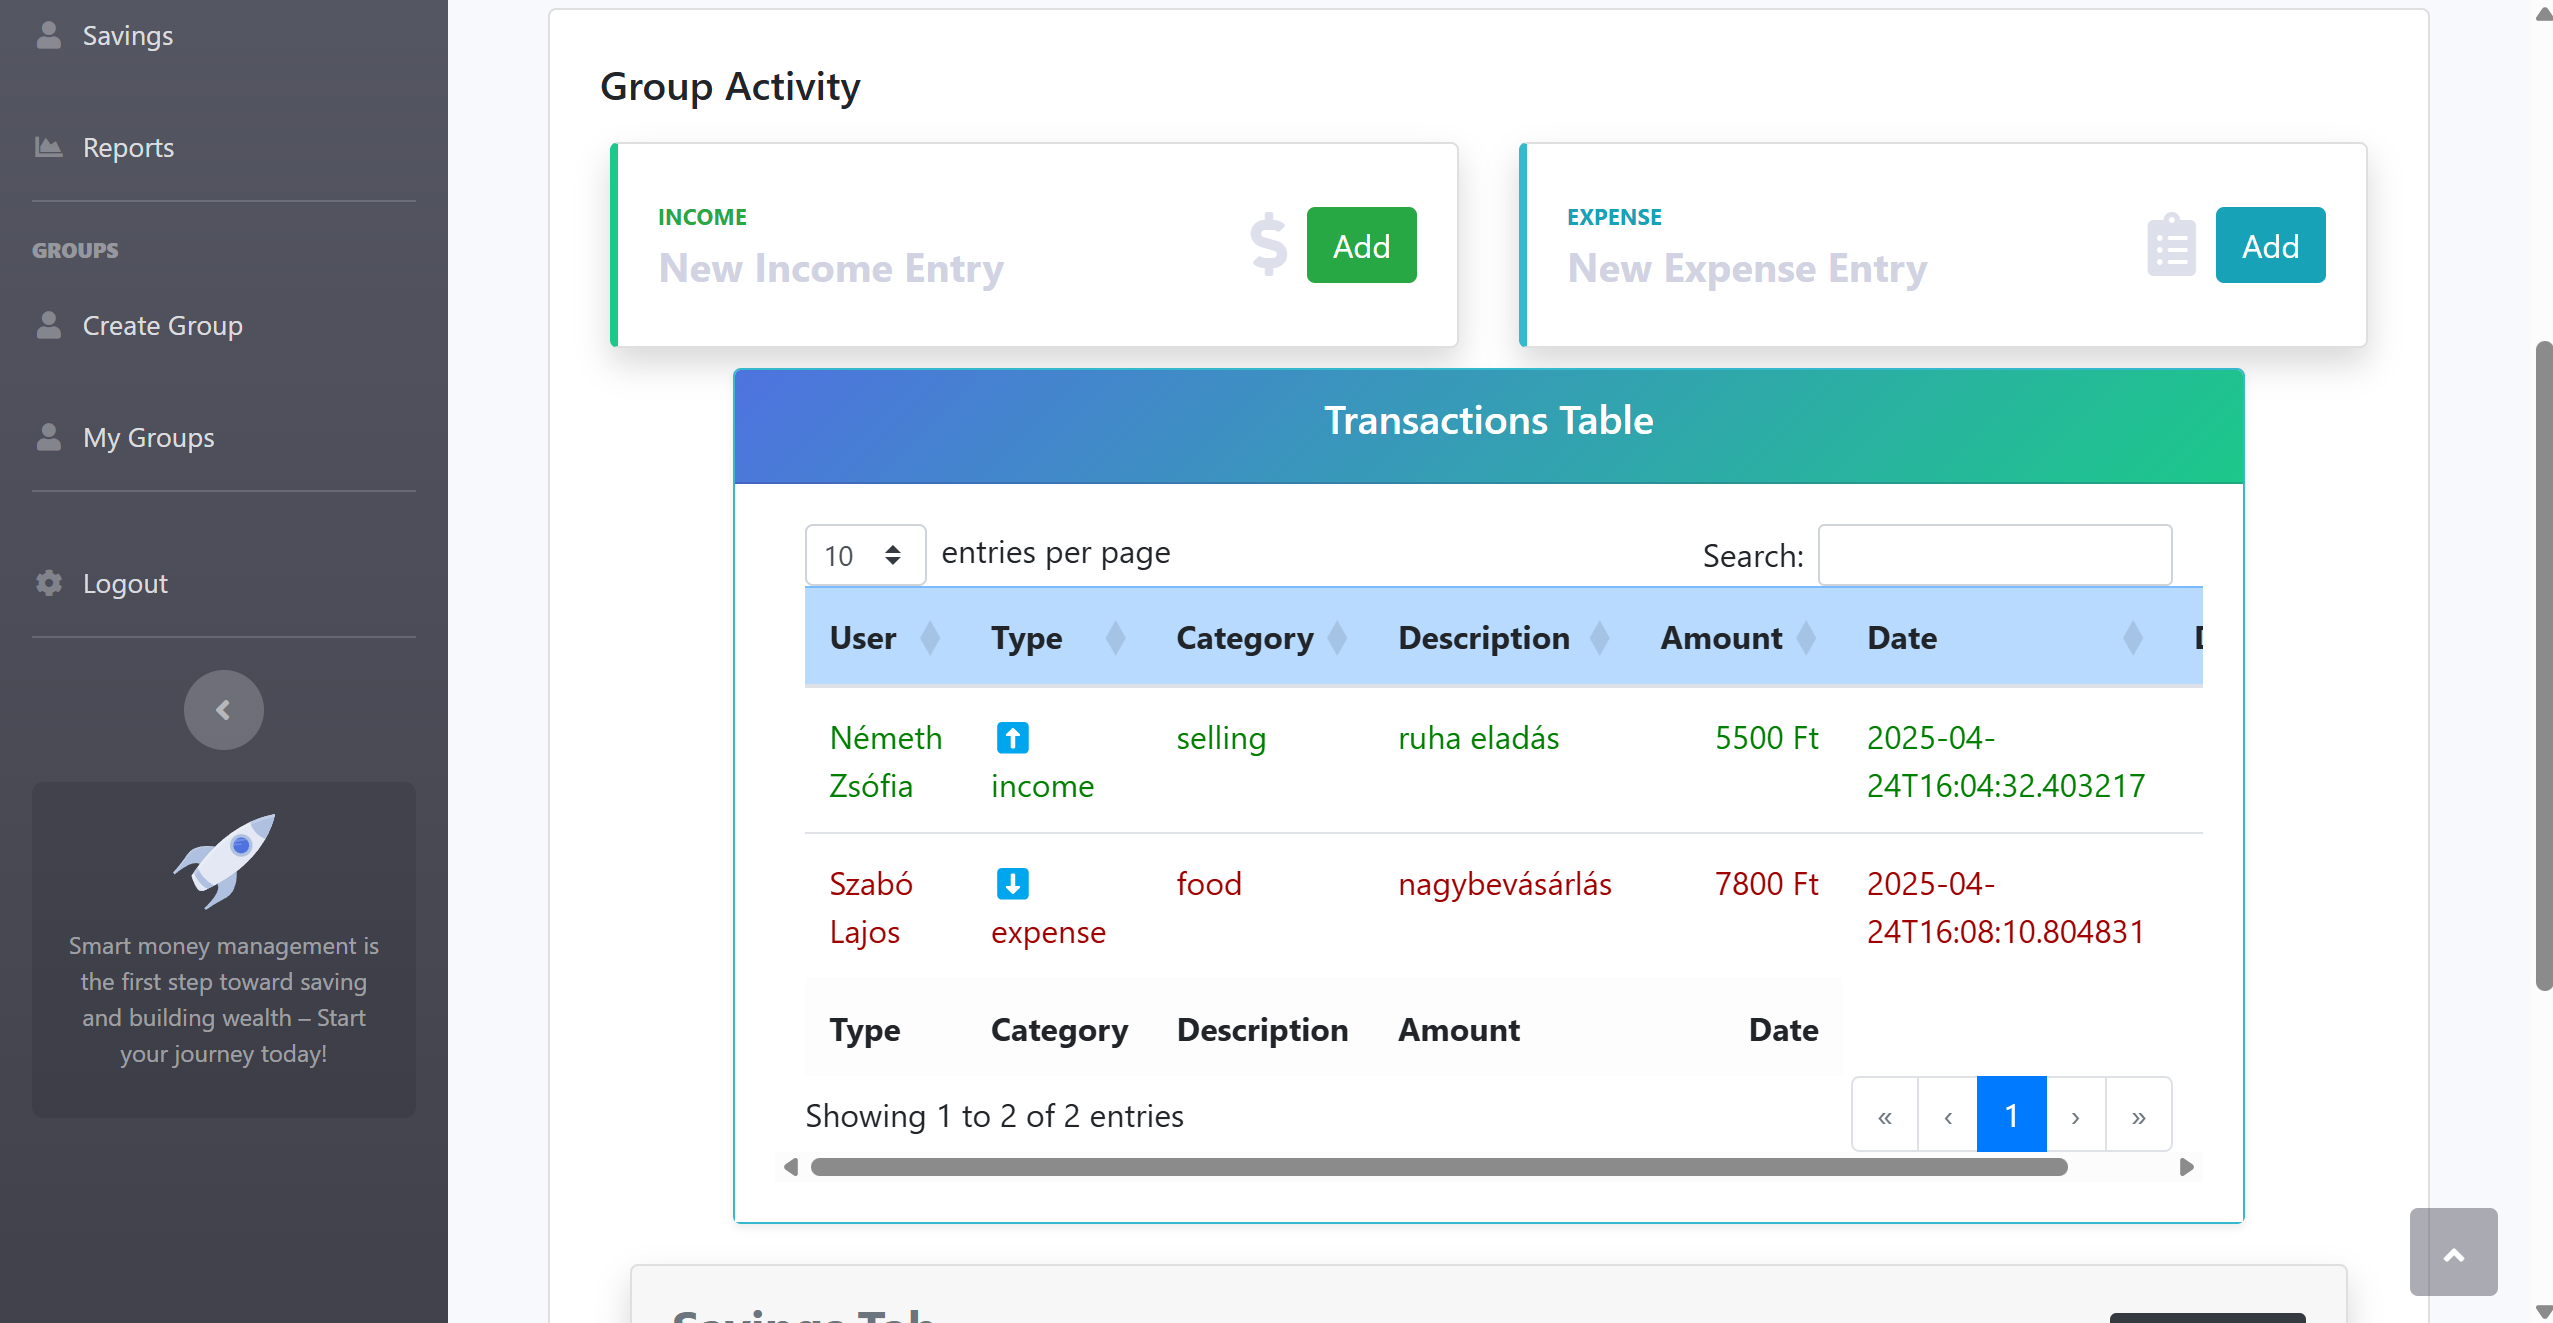 Savings
Reports
GROUPS
Create Group
My Groups
Logout
Smart money management is
the first step toward saving
and building wealth – Start
your journey today!
Group Activity
INCOME
New Income Entry
Add
EXPENSE
New Expense Entry
Add
Transactions Table
10 entries per page
Search:
User Type Category Description Amount Date
Németh Zsófia income selling ruha eladás 5500 Ft 2025-04-24T16:04:32.403217
Szabó Lajos expense food nagybevásárlás 7800 Ft 2025-04-24T16:08:10.804831
Type Category Description Amount Date
Showing 1 to 2 of 2 entries
« ‹ 1 › »